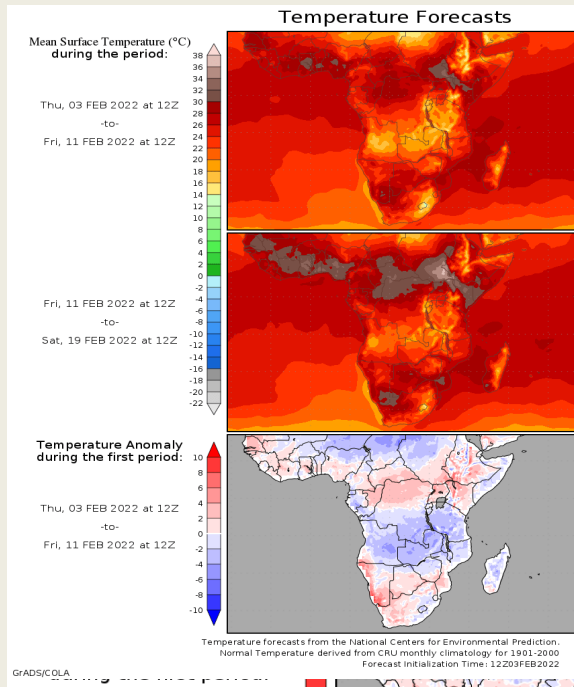 Temperature Forecasts
Mean Surface Temperature (°C)
during the period:
38
36
34
32
30
28
26
24
22
20
18
16
14
12
10
8
6
4
2
0
-2
-4
-6
-8
-10
-12
-14
-16
-18
-20
-22
Thu, 03 FEB 2022 at 12Z
-to-
Fri, 11 FEB 2022 at 12Z
Fri, 11 FEB 2022 at 12Z
-to-
Sat, 19 FEB 2022 at 12Z
Temperature Anomaly
during the first period:
10
8
6
4
2
0
-2
-4
-6
-8
-10
Thu, 03 FEB 2022 at 12Z
-to-
Fri, 11 FEB 2022 at 12Z
Temperature forecasts from the National Centers for Environmental Prediction.
Normal Temperature derived from CRU monthly climatology for 1901-2000
Forecast Initialization Time: 12Z03FEB2022
GrADS/COLA
during the first period: